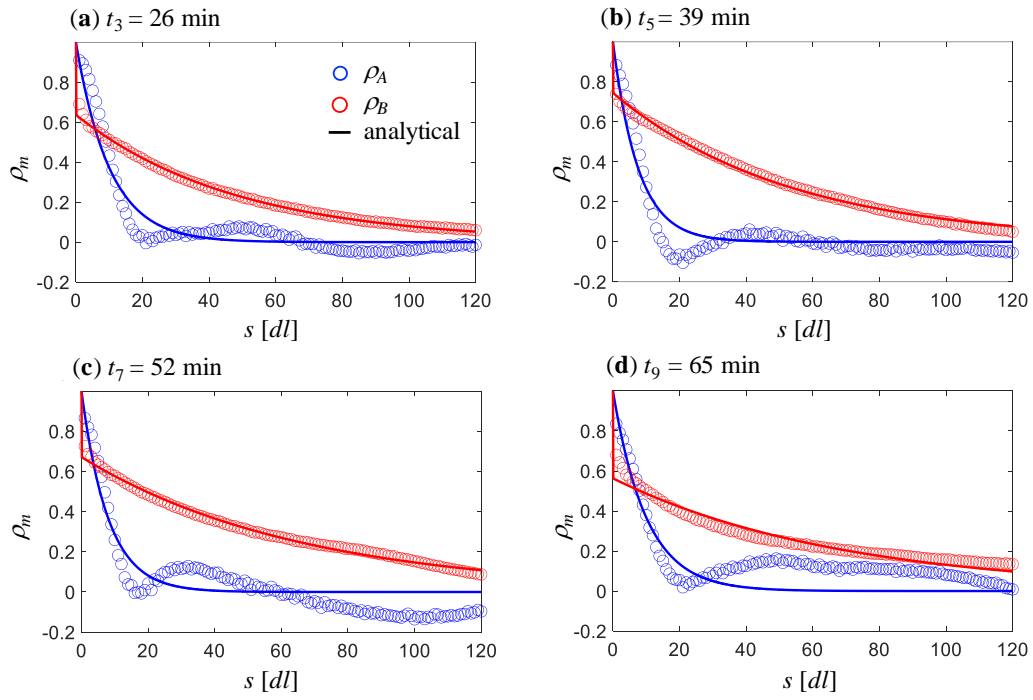 (a) t3 = 26 min
(b) t5 = 39 min
0.8
0.6
0.4
0.2
0
-0.2
ρm
ρA
ρB
analytical
0 20 40 60 80 100 120
s [dl]
0.8
0.6
0.4
0.2
0
-0.2
ρm
0 20 40 60 80 100 120
s [dl]
(c) t7 = 52 min
(d) t9 = 65 min
0.8
0.6
0.4
0.2
0
-0.2
ρm
0 20 40 60 80 100 120
s [dl]
0.8
0.6
0.4
0.2
0
-0.2
ρm
0 20 40 60 80 100 120
s [dl]